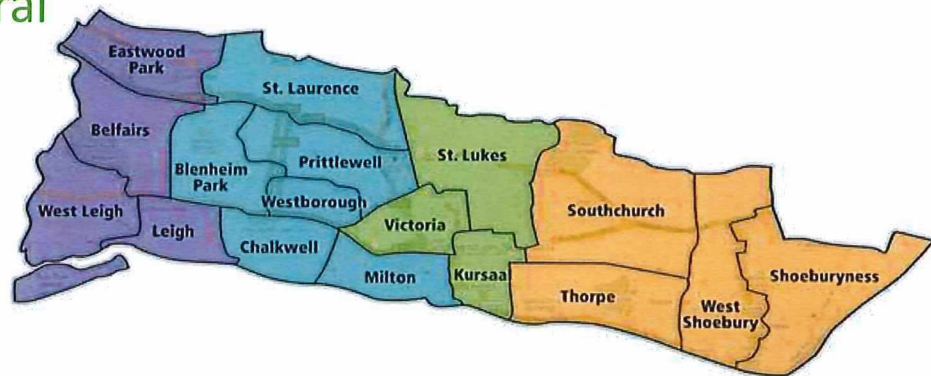 ral
Eastwood
Park
St. Laurence
Belfairs
Blenheim
Park
Prittlewell
St. Lukes
Westborough
West Leigh
Leigh
Chalkwell
Victoria
Southchurch
Milton
Kursaa
Thorpe
West
Shoebury
Shoeburyness